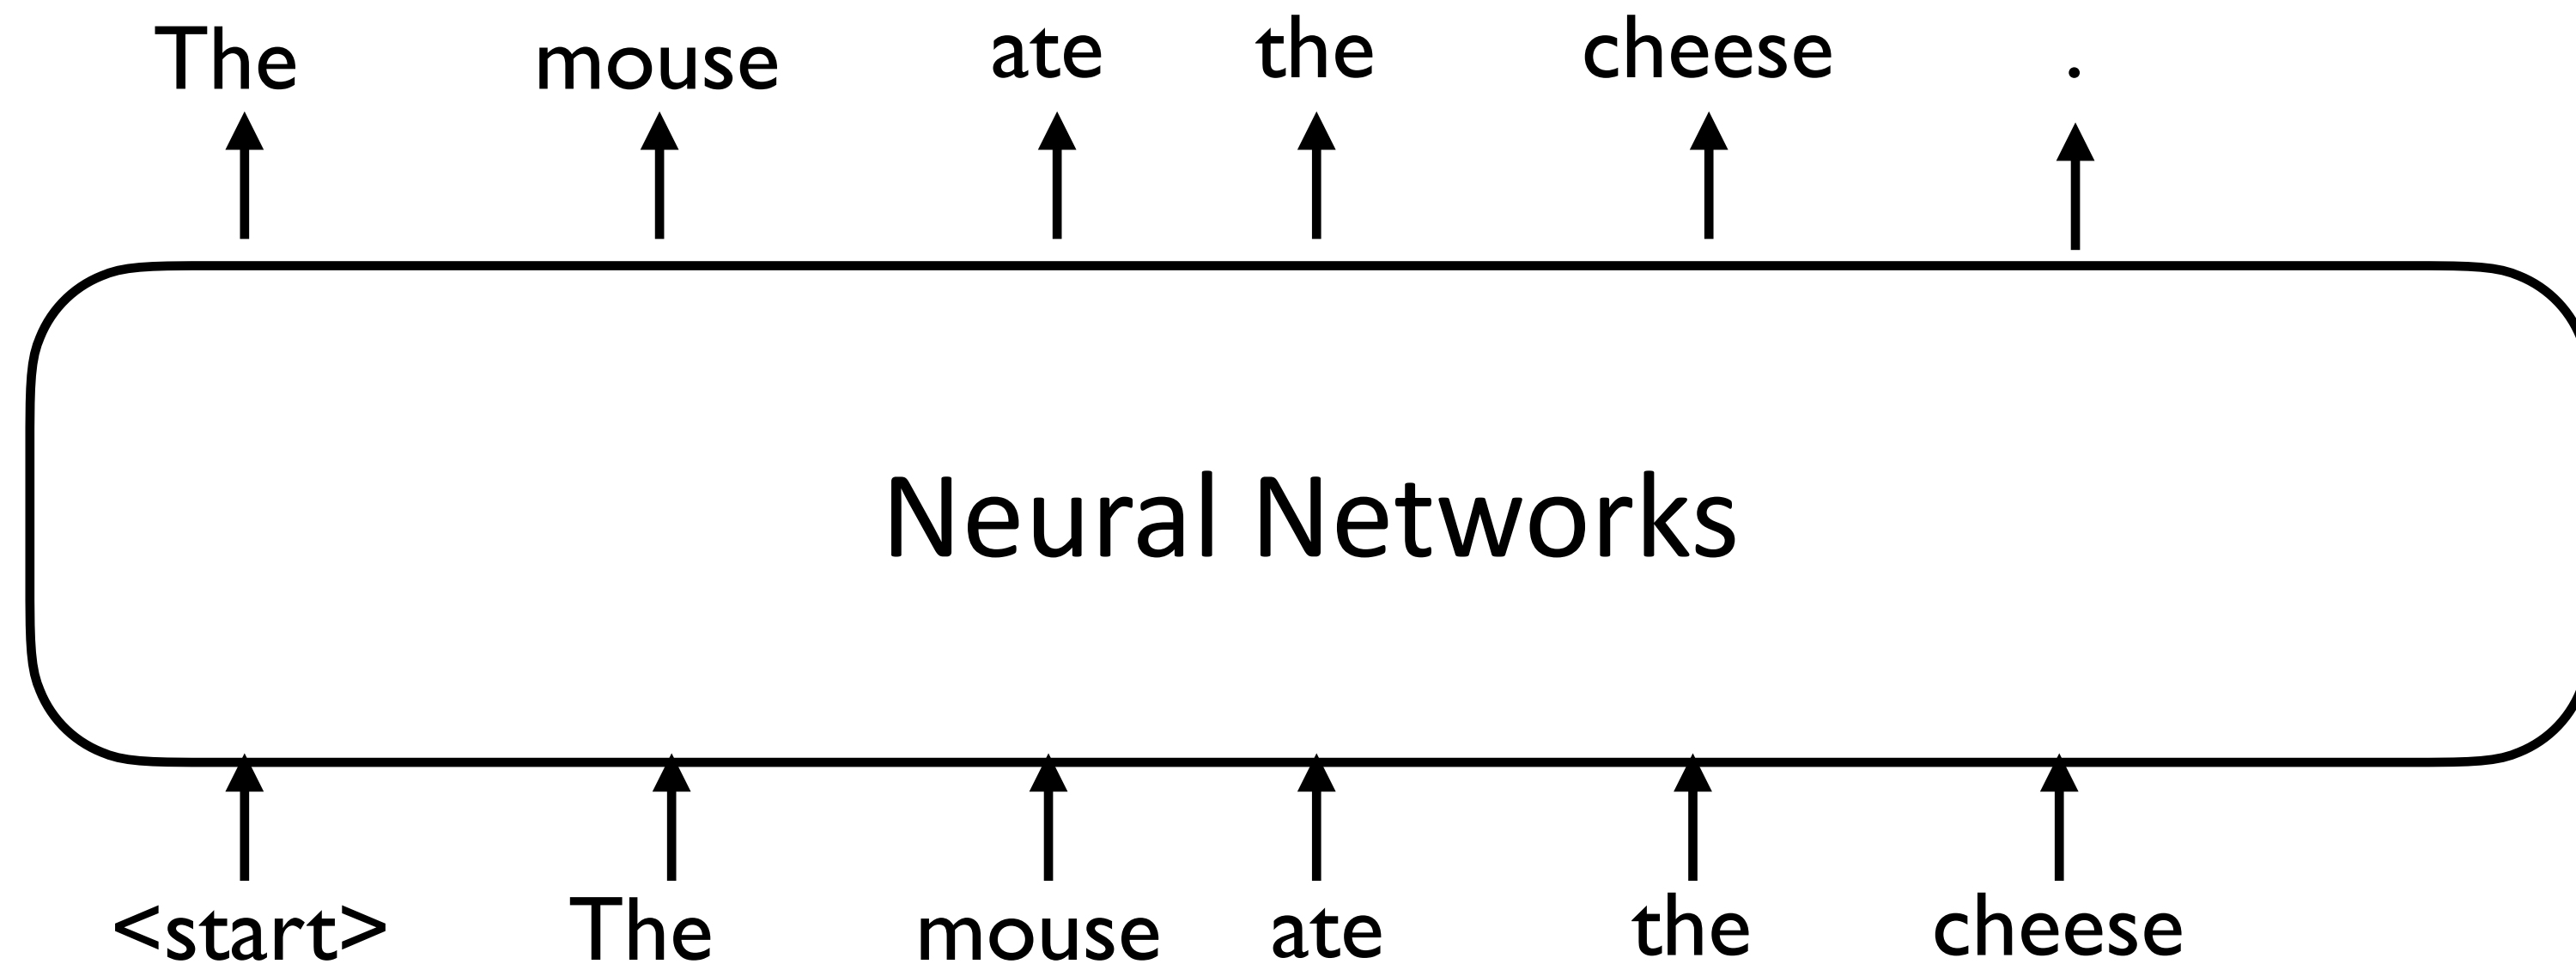 The mouse ate the cheese .
Neural Networks
<start> The mouse ate the cheese